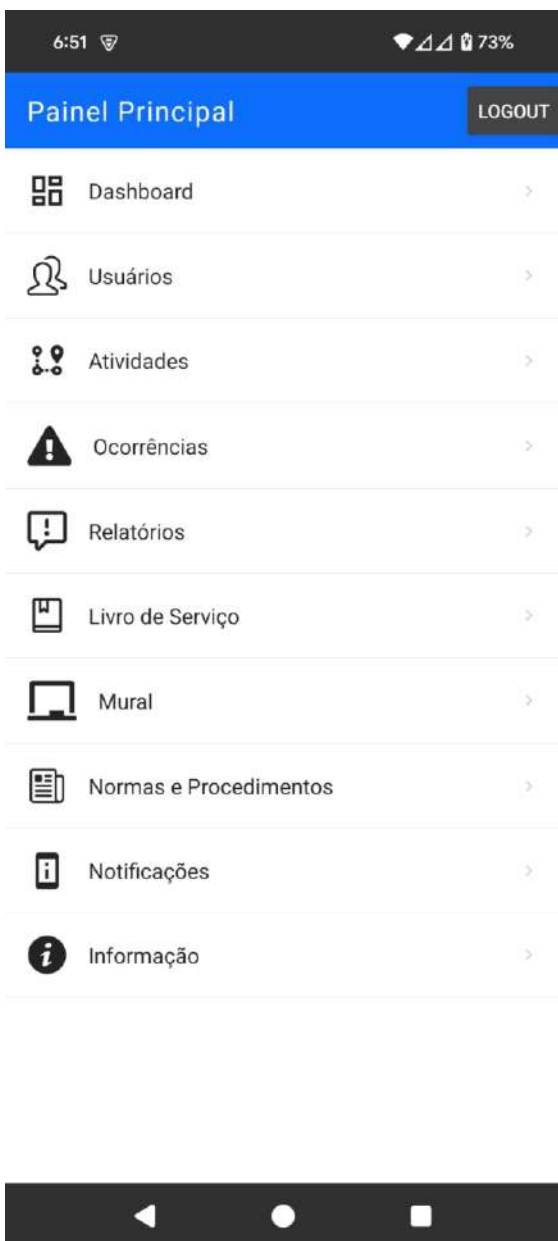 6:51 73%
Painel Principal LOGOUT
Dashboard
Usuários
Atividades
Ocorrências
Relatórios
Livro de Serviço
Mural
Normas e Procedimentos
Notificações
Informação